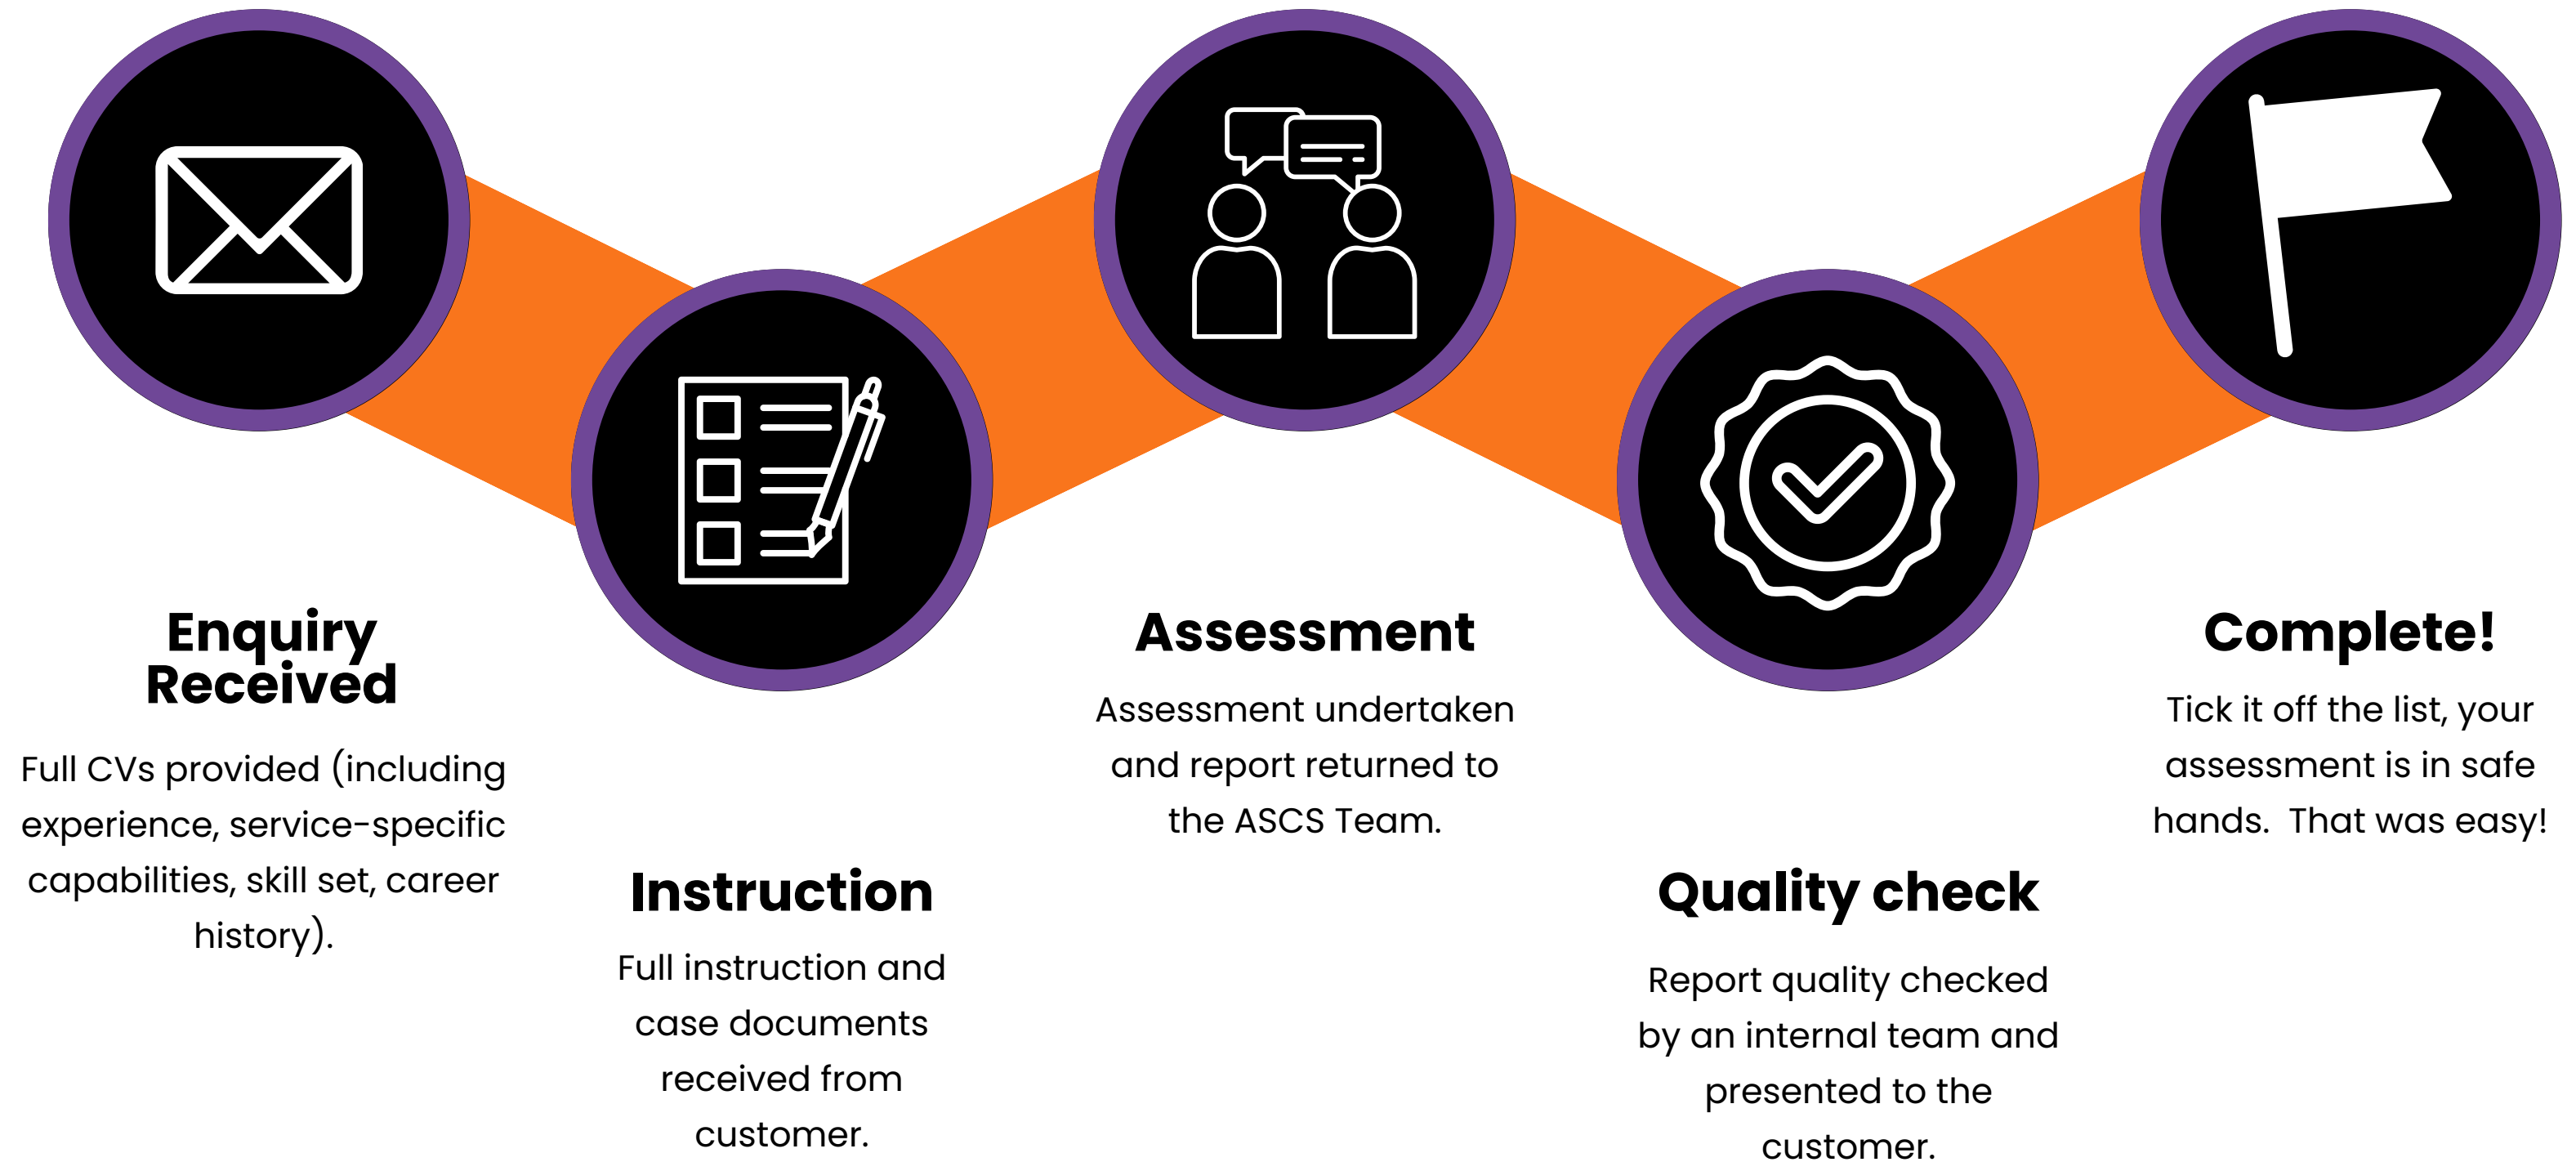 Enquiry
Received
Full CVs provided (including
experience, service-specific
capabilities, skill set, career
history).
Instruction
Full instruction and
case documents
received from
customer.
Assessment
Assessment undertaken
and report returned to
the ASCS Team.
Quality check
Report quality checked
by an internal team and
presented to the
customer.
Complete!
Tick it off the list, your
assessment is in safe
hands.  That was easy!